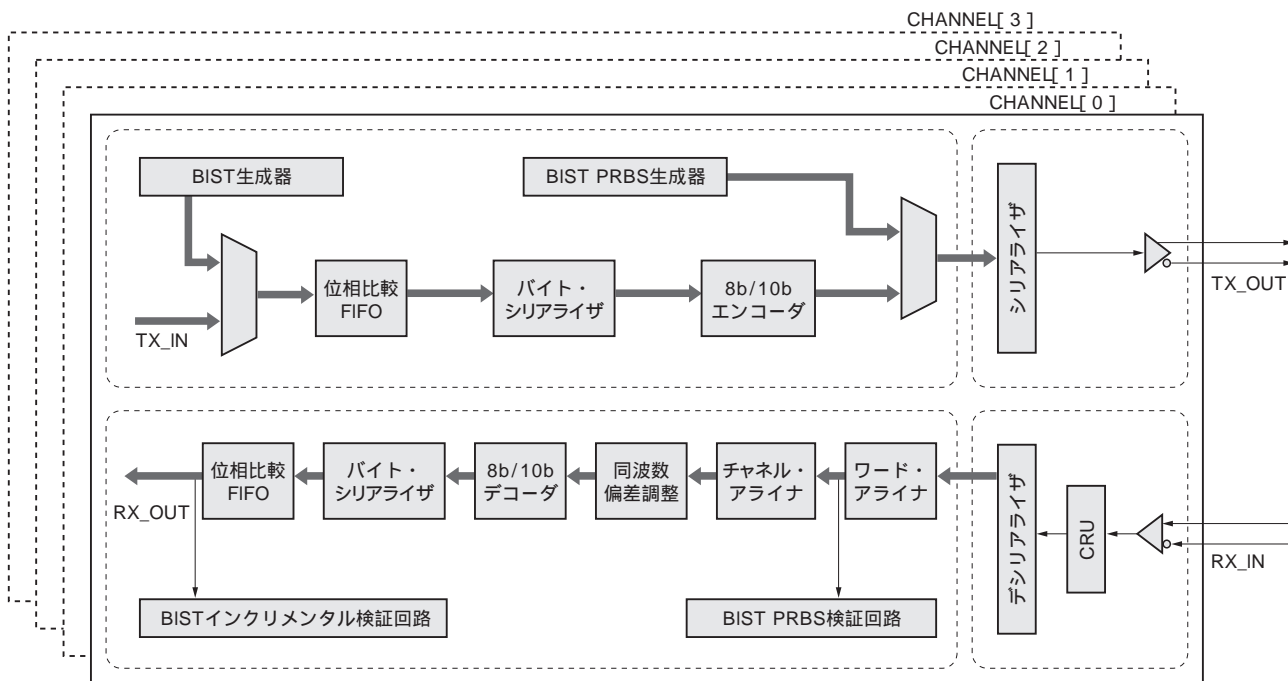 CHANNEL[ 3 ]
CHANNEL[ 2 ]
CHANNEL[ 1 ]
CHANNEL[ 0 ]
BIST生成器
BIST PRBS生成器
TX_IN
位相比較
FIFO
バイト・
シリアライザ
8b/10b
エンコーダ
シリアライザ
TX_OUT
RX_OUT
位相比較
FIFO
バイト・
シリアライザ
8b/10b
デコーダ
同波数
偏差調整
チャネル・
アライナ
ワード・
アライナ
デシリアライザ
CRU
RX_IN
BISTインクリメンタル検証回路
BIST PRBS検証回路